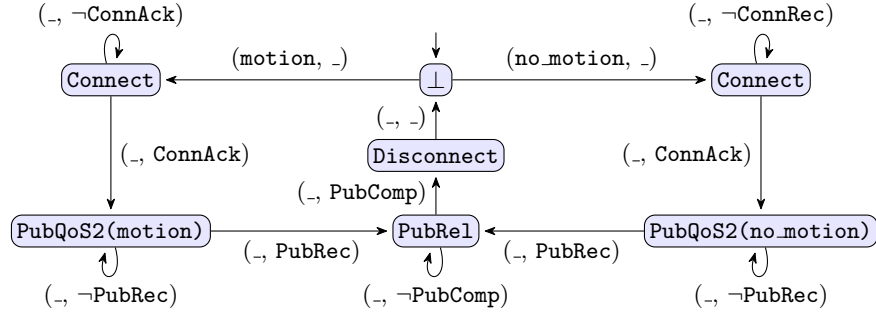 (_, ¬ConnAck)
(_, ¬ConnRec)
(motion, _)
(no_motion, _)
Connect
⊥
Connect
(_, _)
(_, ConnAck)
Disconnect
(_, ConnAck)
(_, PubComp)
PubQoS2(motion)
PubRel
PubQoS2(no_motion)
(_, PubRec)
(_, PubRec)
(_, ¬PubRec)
(_, ¬PubComp)
(_, ¬PubRec)